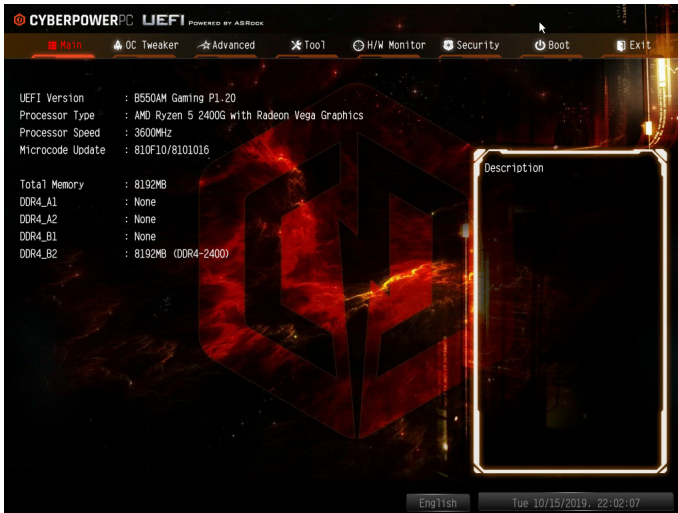 CYBERPOWERPC UEFI POWERED BY ASROCK
Main OC Tweaker Advanced Tool H/W Monitor Security Boot Exit
UEFI Version : B550AM Gaming P1.20
Processor Type : AMD Ryzen 5 2400G with Radeon Vega Graphics
Processor Speed : 3600MHz
Microcode Update : 810F10/8101016
Total Memory : 8192MB
DDR4_A1 : None
DDR4_A2 : None
DDR4_B1 : None
DDR4_B2 : 8192MB (DDR4-2400)
Description
English Tue 10/15/2019. 22:02:07